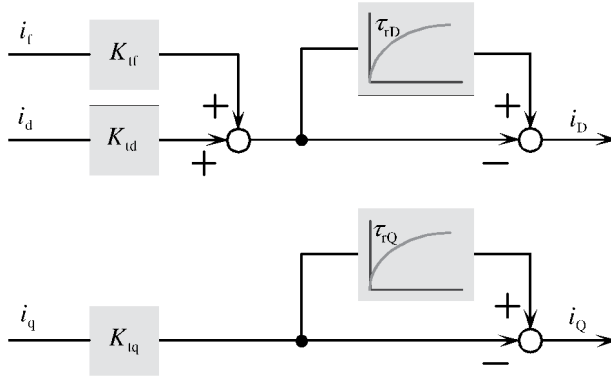 i_f
K_tf
+
τ_rD
+
i_d
K_td
+
−
i_D
τ_rQ
+
i_q
K_tq
−
i_Q